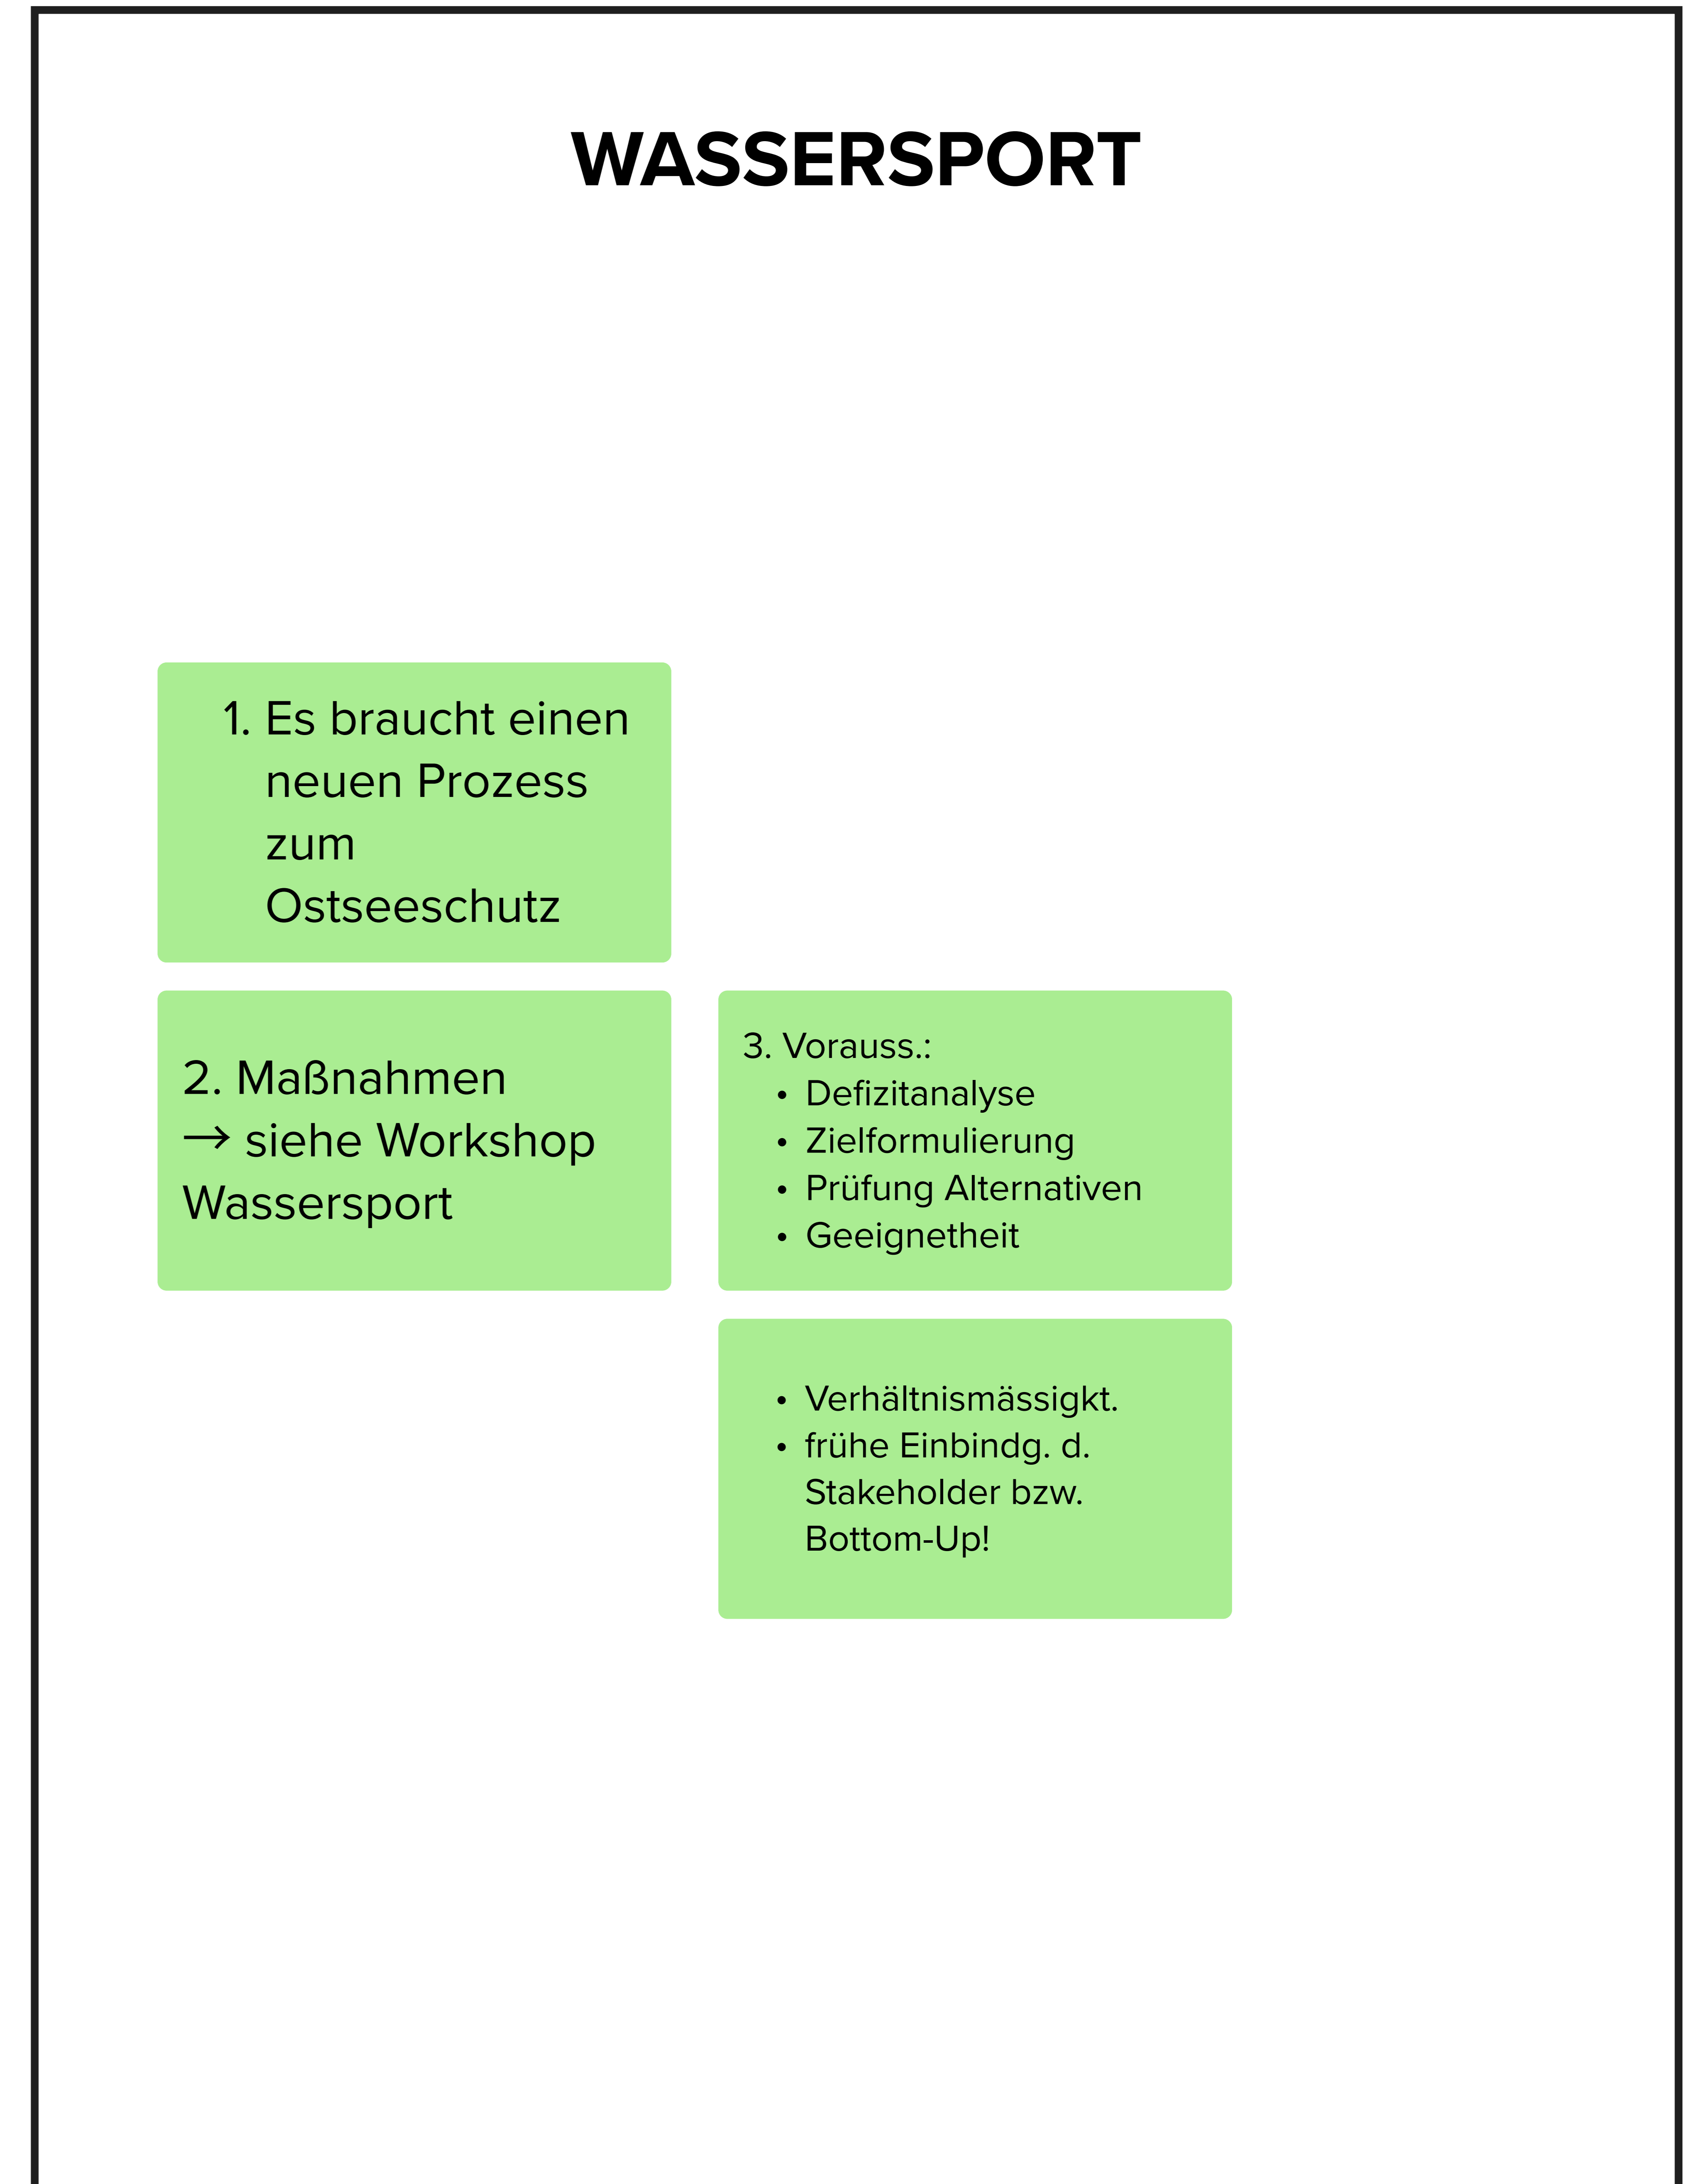 WASSERSPORT
1. Es braucht einen
neuen Prozess
zum
Ostseeschutz
2. Maßnahmen
→ siehe Workshop
Wassersport
3. Vorauss.:
• Defizitanalyse
• Zielformulierung
• Prüfung Alternativen
• Geeignetheit
• Verhältnismässigkt.
• frühe Einbindg. d.
Stakeholder bzw.
Bottom-Up!